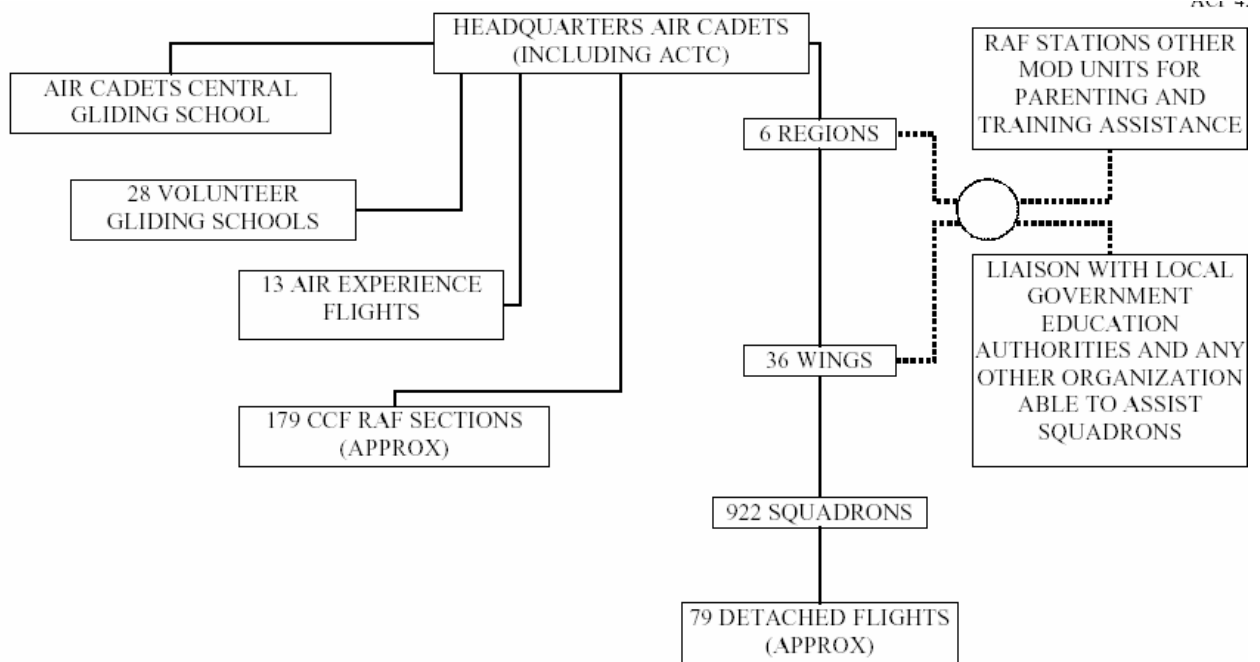 HEADQUARTERS AIR CADETS
(INCLUDING ACTC)
RAF STATIONS OTHER
MOD UNITS FOR
PARENTING AND
TRAINING ASSISTANCE
AIR CADETS CENTRAL
GLIDING SCHOOL
6 REGIONS
28 VOLUNTEER
GLIDING SCHOOLS
13 AIR EXPERIENCE
FLIGHTS
LIAISON WITH LOCAL
GOVERNMENT
EDUCATION
AUTHORITIES AND ANY
OTHER ORGANIZATION
ABLE TO ASSIST
SQUADRONS
36 WINGS
179 CCF RAF SECTIONS
(APPROX)
922 SQUADRONS
79 DETACHED FLIGHTS
(APPROX)